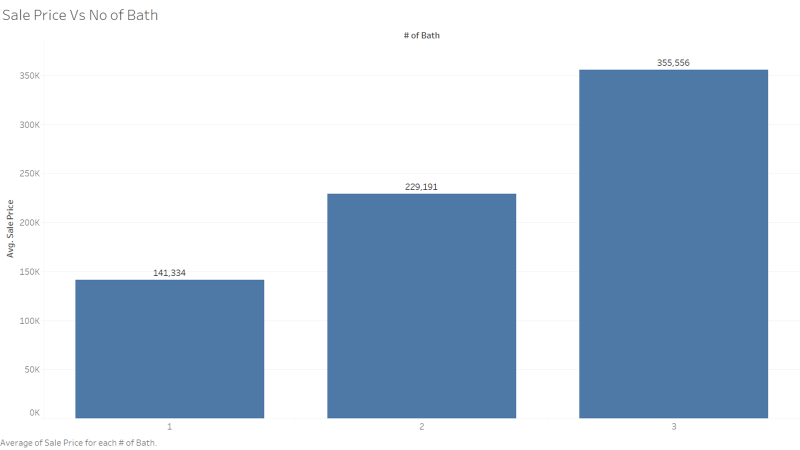 Sale Price Vs No of Bath
# of Bath
355,556
350K
300K
250K
229,191
200K
Avg. Sale Price
150K
141,334
100K
50K
0K
1
2
3
Average of Sale Price for each # of Bath.